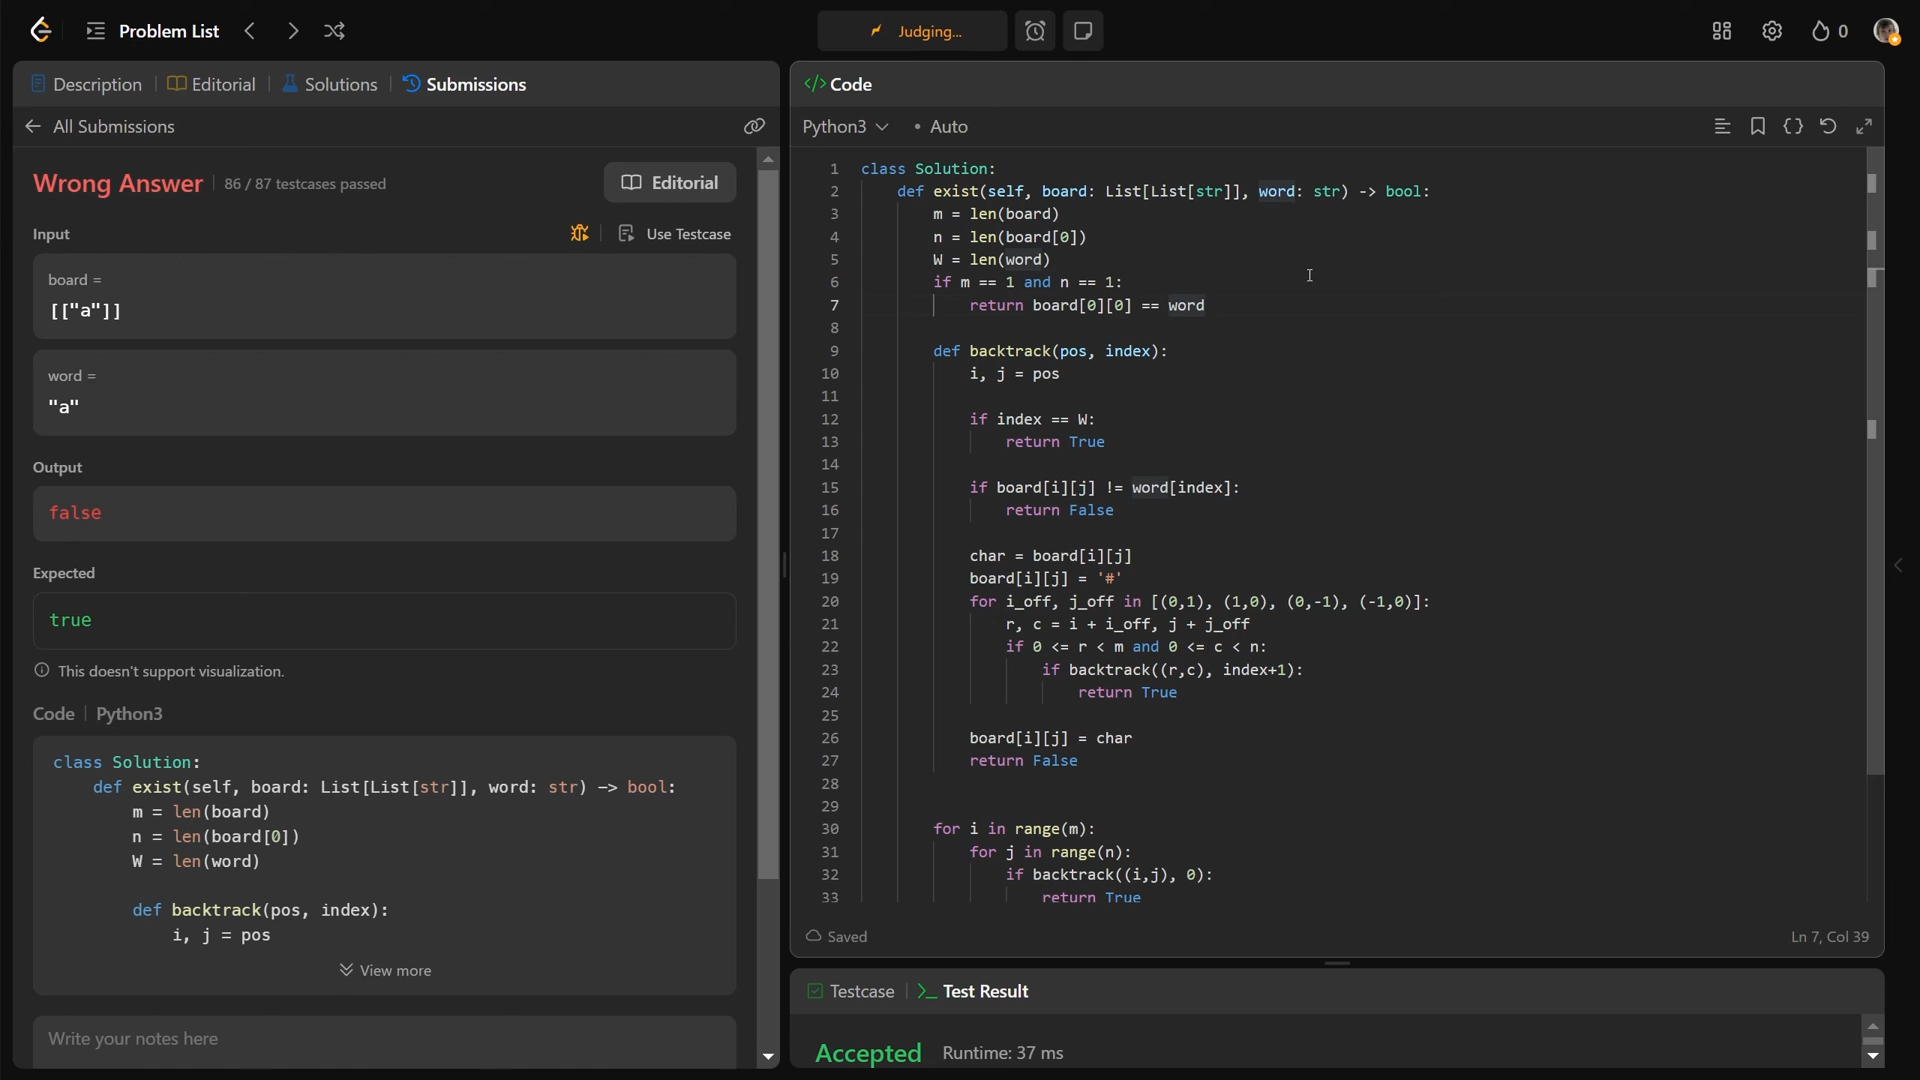 Problem List
Judging...
0
Description
Editorial
Solutions
Submissions
All Submissions
Wrong Answer
86 / 87 testcases passed
Editorial
Input
Use Testcase
board =
[["a"]]
word =
"a"
Output
false
Expected
true
This doesn't support visualization.
Code
Python3
class Solution:
    def exist(self, board: List[List[str]], word: str) -> bool:
        m = len(board)
        n = len(board[0])
        W = len(word)
        def backtrack(pos, index):
            i, j = pos
View more
Write your notes here
</> Code
Python3
• Auto
1 class Solution:
2     def exist(self, board: List[List[str]], word: str) -> bool:
3         m = len(board)
4         n = len(board[0])
5         W = len(word)
6         if m == 1 and n == 1:
7             return board[0][0] == word
8
9         def backtrack(pos, index):
10             i, j = pos
11
12             if index == W:
13                 return True
14
15             if board[i][j] != word[index]:
16                 return False
17
18             char = board[i][j]
19             board[i][j] = '#'
20             for i_off, j_off in [(0,1), (1,0), (0,-1), (-1,0)]:
21                 r, c = i + i_off, j + j_off
22                 if 0 <= r < m and 0 <= c < n:
23                     if backtrack((r,c), index+1):
24                         return True
25
26             board[i][j] = char
27             return False
28
29
30         for i in range(m):
31             for j in range(n):
32                 if backtrack((i,j), 0):
33                     return True
Saved
Ln 7, Col 39
Testcase
>_ Test Result
Accepted
Runtime: 37 ms